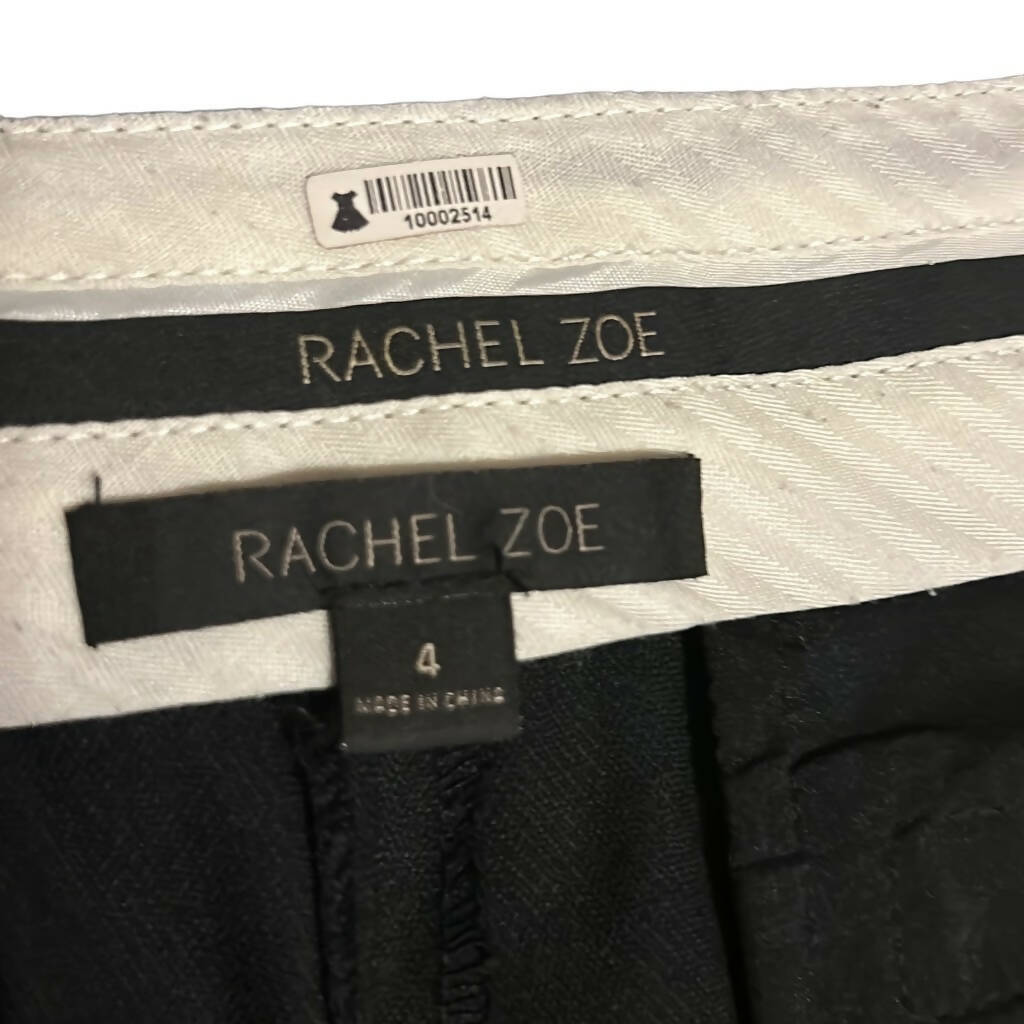 10002514
RACHEL ZOE
RACHEL ZOE
4
MADE IN CHINA